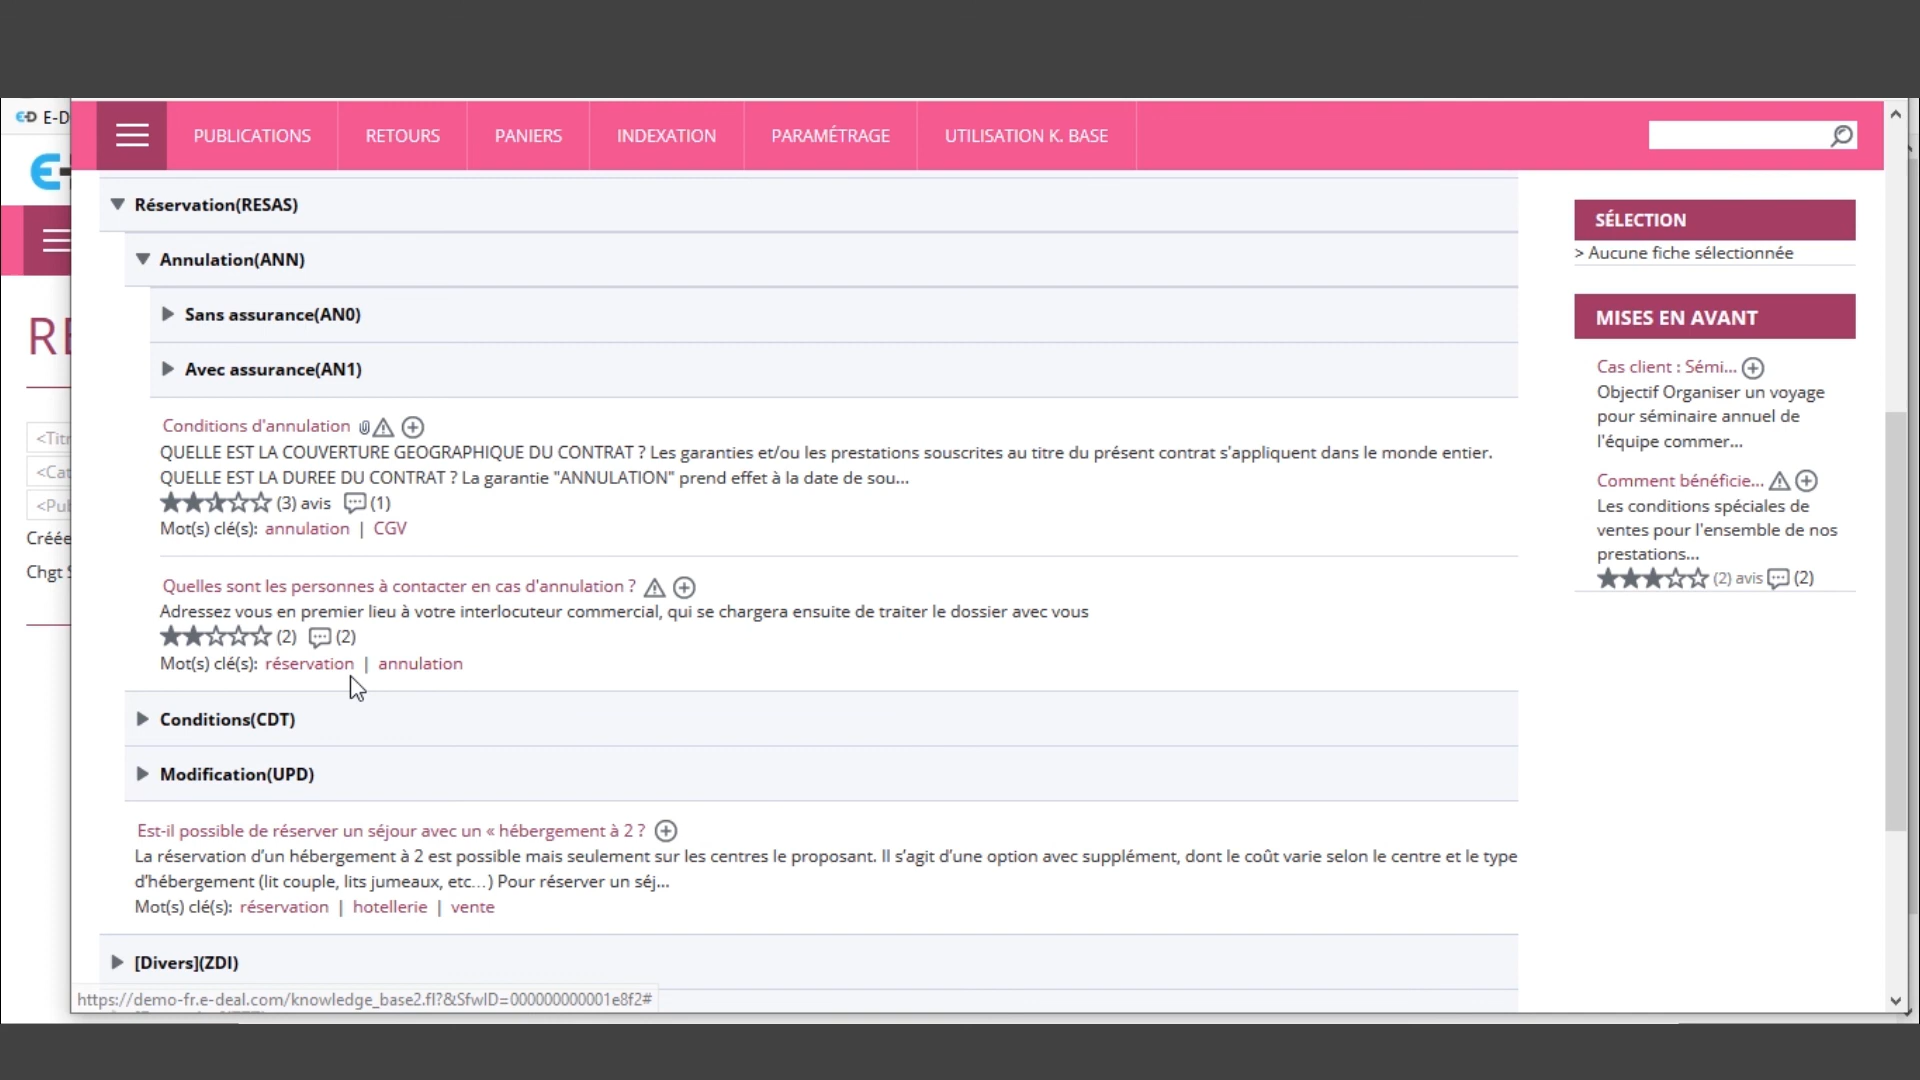 E-D
PUBLICATIONS
RETOURS
PANIERS
INDEXATION
PARAMÉTRAGE
UTILISATION K. BASE
Réservation(RESAS)
Annulation(ANN)
Sans assurance(AN0)
Avec assurance(AN1)
Conditions d'annulation
QUELLE EST LA COUVERTURE GEOGRAPHIQUE DU CONTRAT ? Les garanties et/ou les prestations souscrites au titre du présent contrat s'appliquent dans le monde entier.
QUELLE EST LA DUREE DU CONTRAT ? La garantie "ANNULATION" prend effet à la date de sou...
(3) avis (1)
Mot(s) clé(s): annulation | CGV
Quelles sont les personnes à contacter en cas d'annulation ?
Adressez vous en premier lieu à votre interlocuteur commercial, qui se chargera ensuite de traiter le dossier avec vous
(2) (2)
Mot(s) clé(s): réservation | annulation
Conditions(CDT)
Modification(UPD)
Est-il possible de réserver un séjour avec un « hébergement à 2 ?
La réservation d'un hébergement à 2 est possible mais seulement sur les centres le proposant. Il s'agit d'une option avec supplément, dont le coût varie selon le centre et le type
d'hébergement (lit couple, lits jumeaux, etc…) Pour réserver un séj...
Mot(s) clé(s): réservation | hotellerie | vente
[Divers](ZDI)
https://demo-fr.e-deal.com/knowledge_base2.fl?&SfwID=000000000001e8f2#
SÉLECTION
> Aucune fiche sélectionnée
MISES EN AVANT
Cas client : Sémi...
Objectif Organiser un voyage
pour séminaire annuel de
l'équipe commer...
Comment bénéficie...
Les conditions spéciales de
ventes pour l'ensemble de nos
prestations...
(2) avis (2)
RE
<Titr
<Cat
<Pub
Créée
Chgt